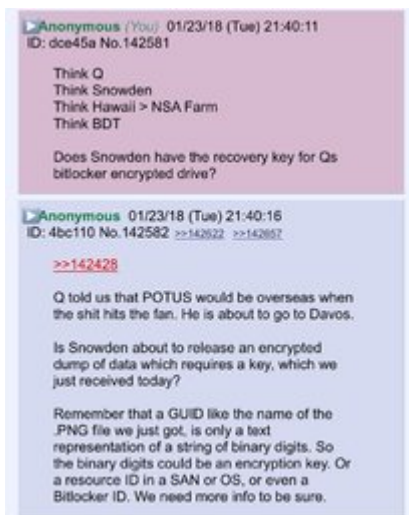 Anonymous (You) 01/23/18 (Tue) 21:40:11
ID: dce45a No.142581
Think Q
Think Snowden
Think Hawaii > NSA Farm
Think BDT
Does Snowden have the recovery key for Qs
bitlocker encrypted drive?
Anonymous 01/23/18 (Tue) 21:40:16
ID: 4bc110 No.142582 >>142622 >>142657
>>142428
Q told us that POTUS would be overseas when
the shit hits the fan. He is about to go to Davos.
Is Snowden about to release an encrypted
dump of data which requires a key, which we
just received today?
Remember that a GUID like the name of the
.PNG file we just got, is only a text
representation of a string of binary digits. So
the binary digits could be an encryption key. Or
a resource ID in a SAN or OS, or even a
Bitlocker ID. We need more info to be sure.